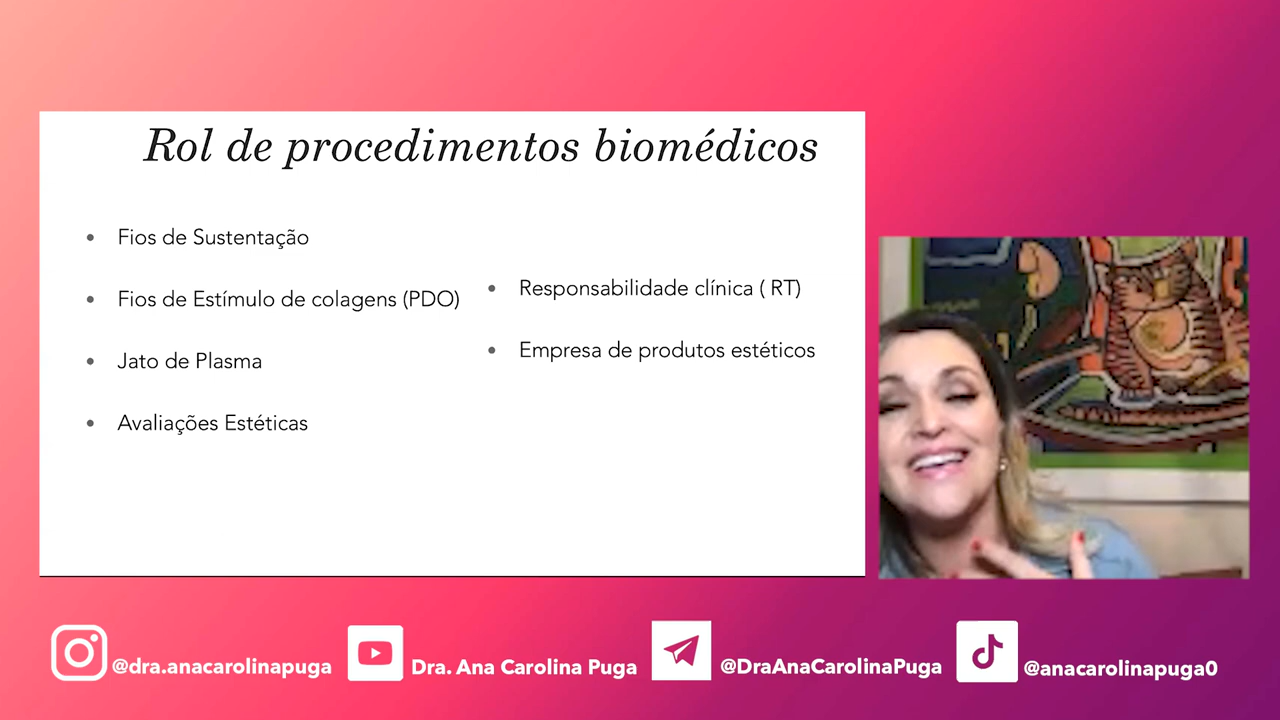 Rol de procedimentos biomédicos
Fios de Sustentação
Fios de Estímulo de colagens (PDO)
Jato de Plasma
Avaliações Estéticas
Responsabilidade clínica ( RT)
Empresa de produtos estéticos
@dra.anacarolinapuga
Dra. Ana Carolina Puga
@DraAnaCarolinaPuga
@anacarolinapuga0